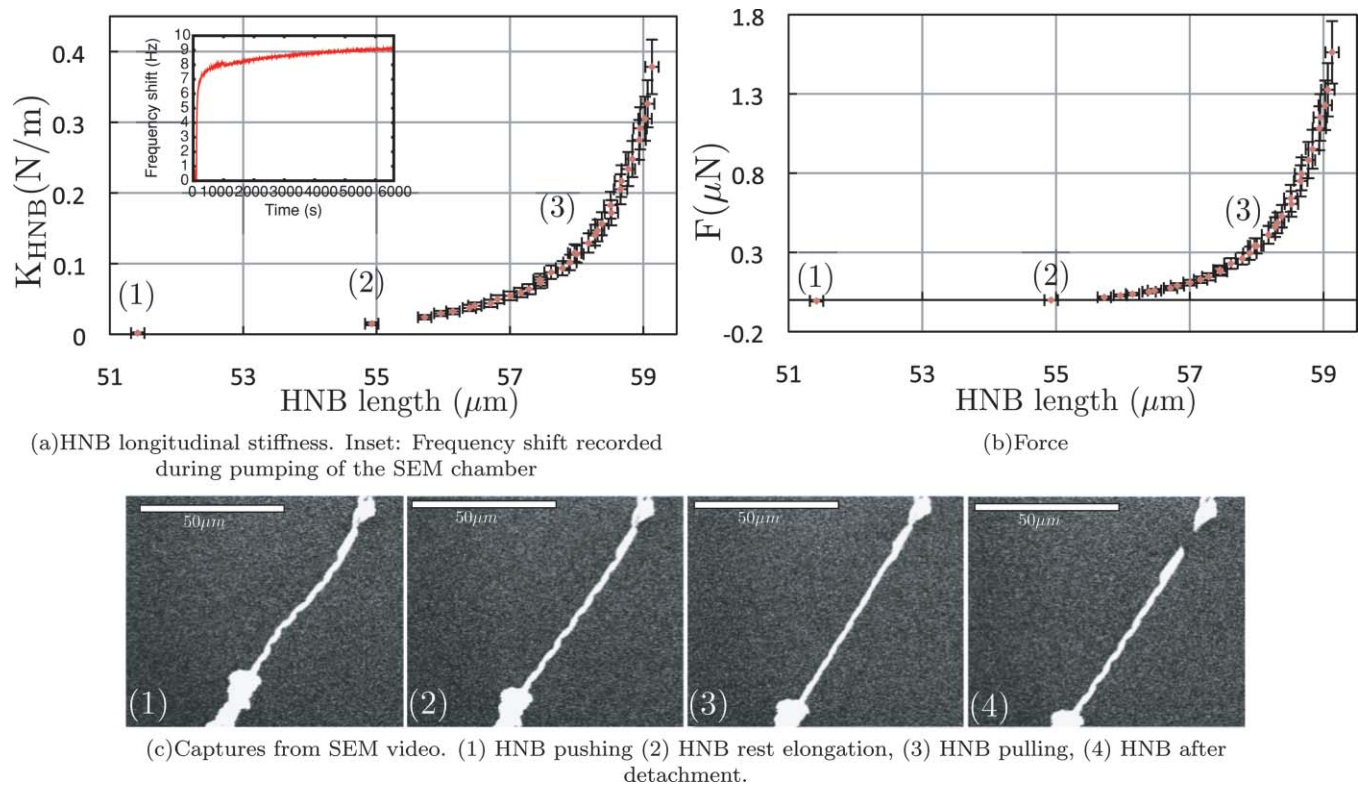 0.4
0.3
0.2
0.1
0
K_HNB(N/m)
10
9
8
7
6
5
4
3
2
1
0
Frequency shift (Hz)
0 1000 2000 3000 4000 5000 6000
Time (s)
(1)
(2)
(3)
51 53 55 57 59
HNB length (μm)
(a)HNB longitudinal stiffness. Inset: Frequency shift recorded
during pumping of the SEM chamber
1.8
1.3
0.8
0.3
-0.2
F(μN)
(1)
(2)
(3)
51 53 55 57 59
HNB length (μm)
(b)Force
50μm
(1)
50μm
(2)
50μm
(3)
50μm
(4)
(c)Captures from SEM video. (1) HNB pushing (2) HNB rest elongation, (3) HNB pulling, (4) HNB after
detachment.